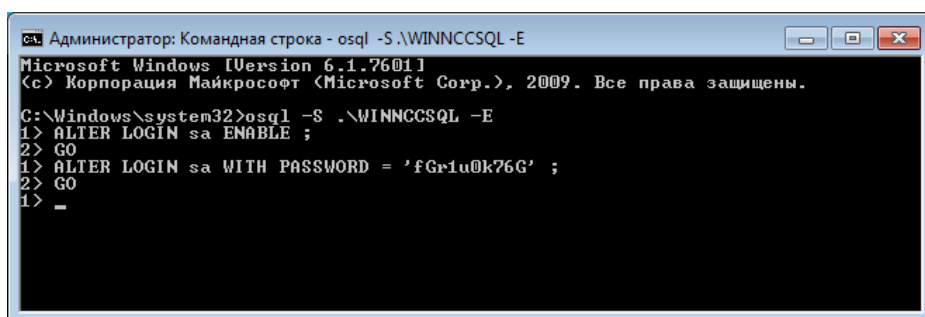 Администратор: Командная строка - osql -S .\WINNCCSQL -E
Microsoft Windows [Version 6.1.7601]
(c) Корпорация Майкрософт (Microsoft Corp.), 2009. Все права защищены.
C:\Windows\system32>osql -S .\WINNCCSQL -E
1> ALTER LOGIN sa ENABLE ;
2> GO
1> ALTER LOGIN sa WITH PASSWORD = 'fGr1u0k76G' ;
2> GO
1> _